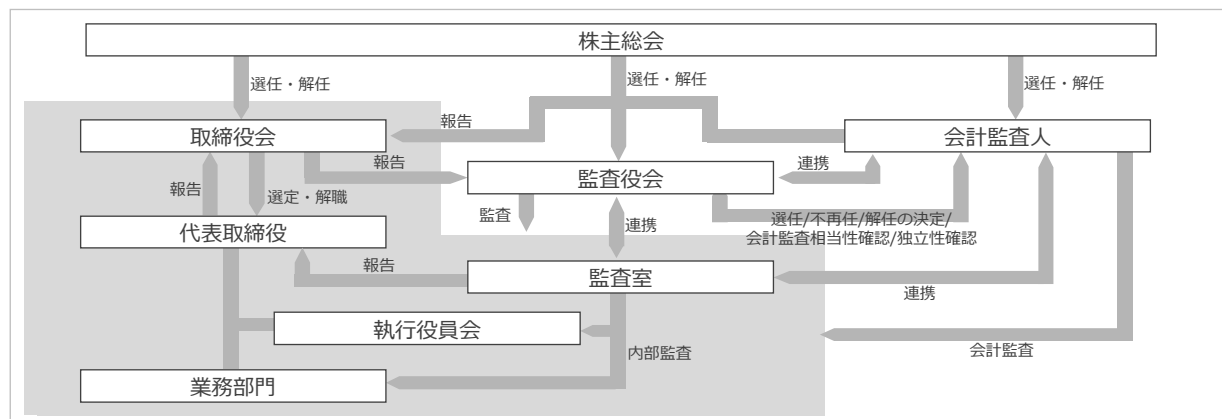 株主総会
選任・解任
選任・解任
選任・解任
報告
取締役会
会計監査人
報告
連携
監査役会
報告
選定・解職
監査
連携
選任/不再任/解任の決定/
会計監査相当性確認/独立性確認
代表取締役
報告
監査室
連携
執行役員会
内部監査
会計監査
業務部門